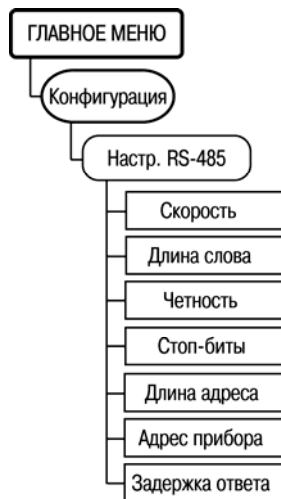 ГЛАВНОЕ МЕНЮ
Конфигурация
Настр. RS-485
Скорость
Длина слова
Четность
Стоп-биты
Длина адреса
Адрес прибора
Задержка ответа